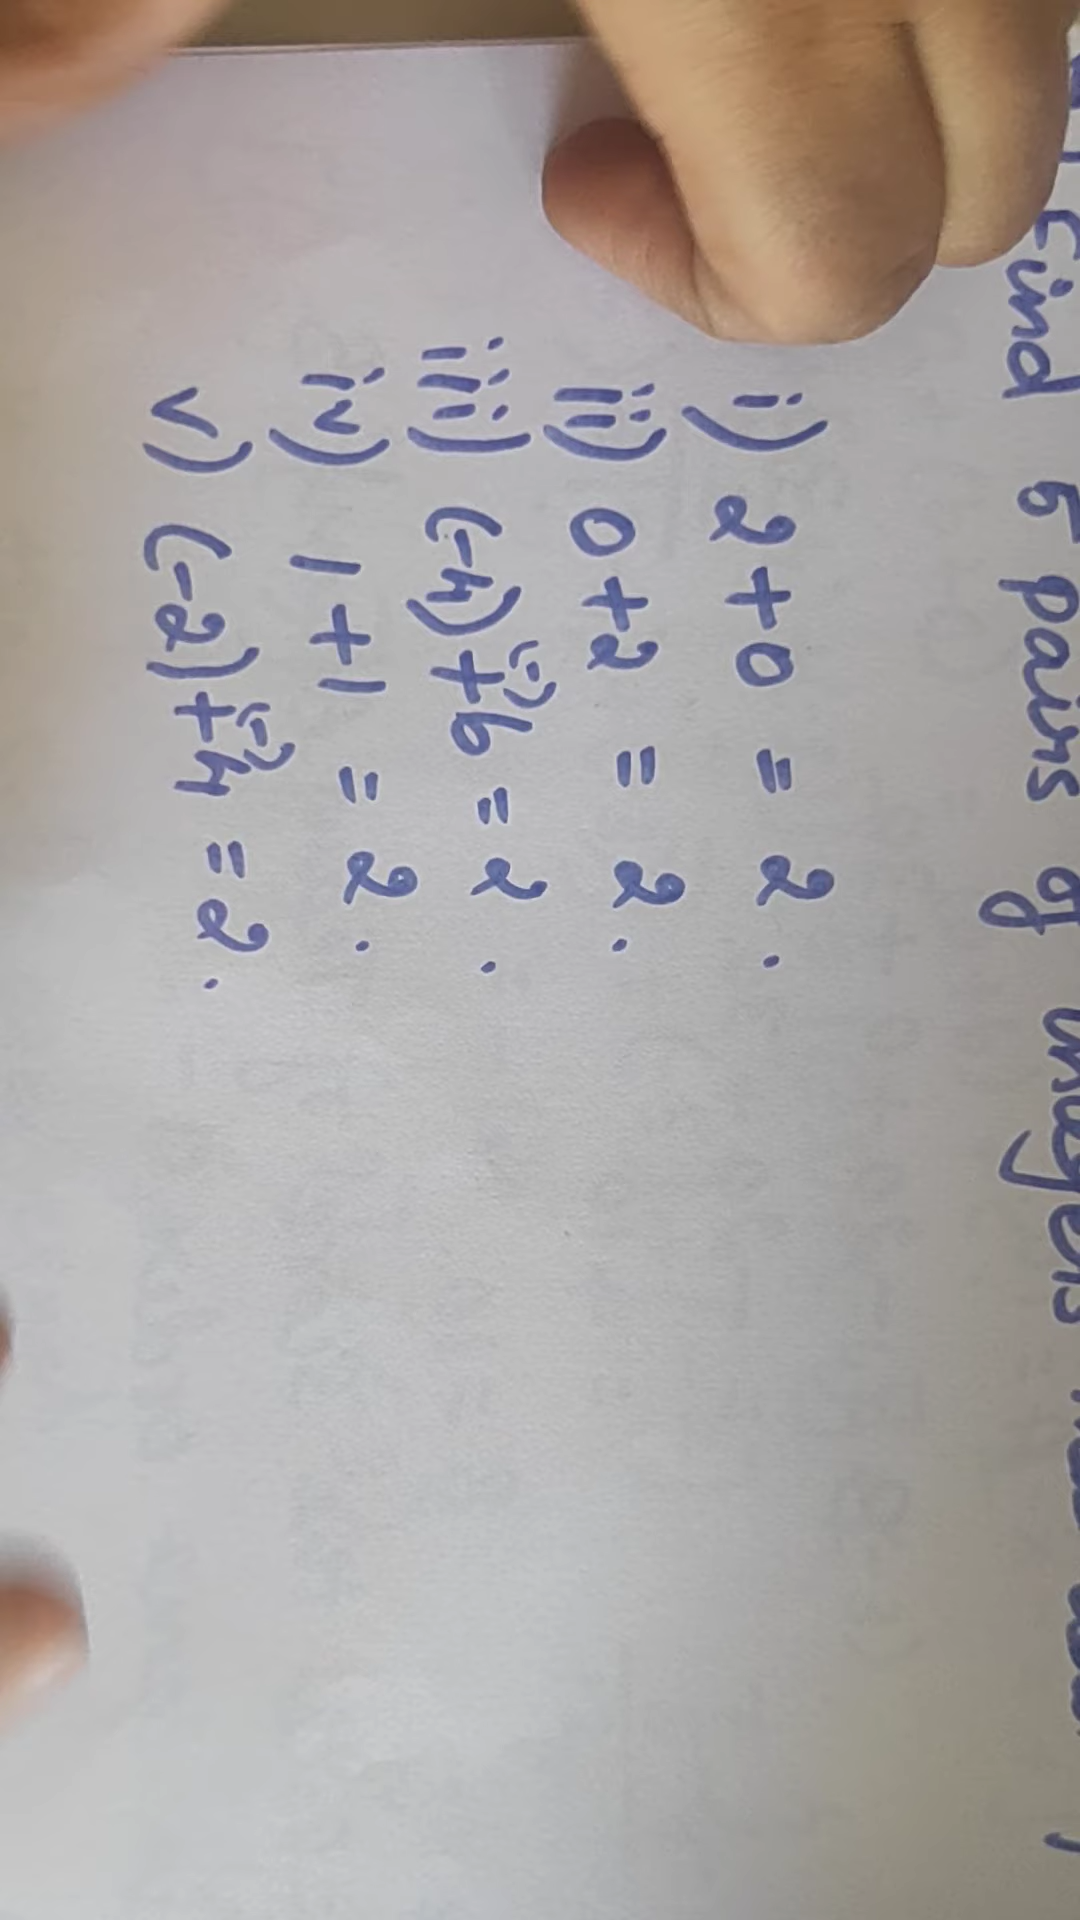 Find 5 pairs of integers
i) 2 + 0 = 2.
ii) 0 + 2 = 2.
iii) (-4) + (-) 6 = 2.
iv) 1 + 1 = 2.
v) (-2) + (-) 4 = 2.